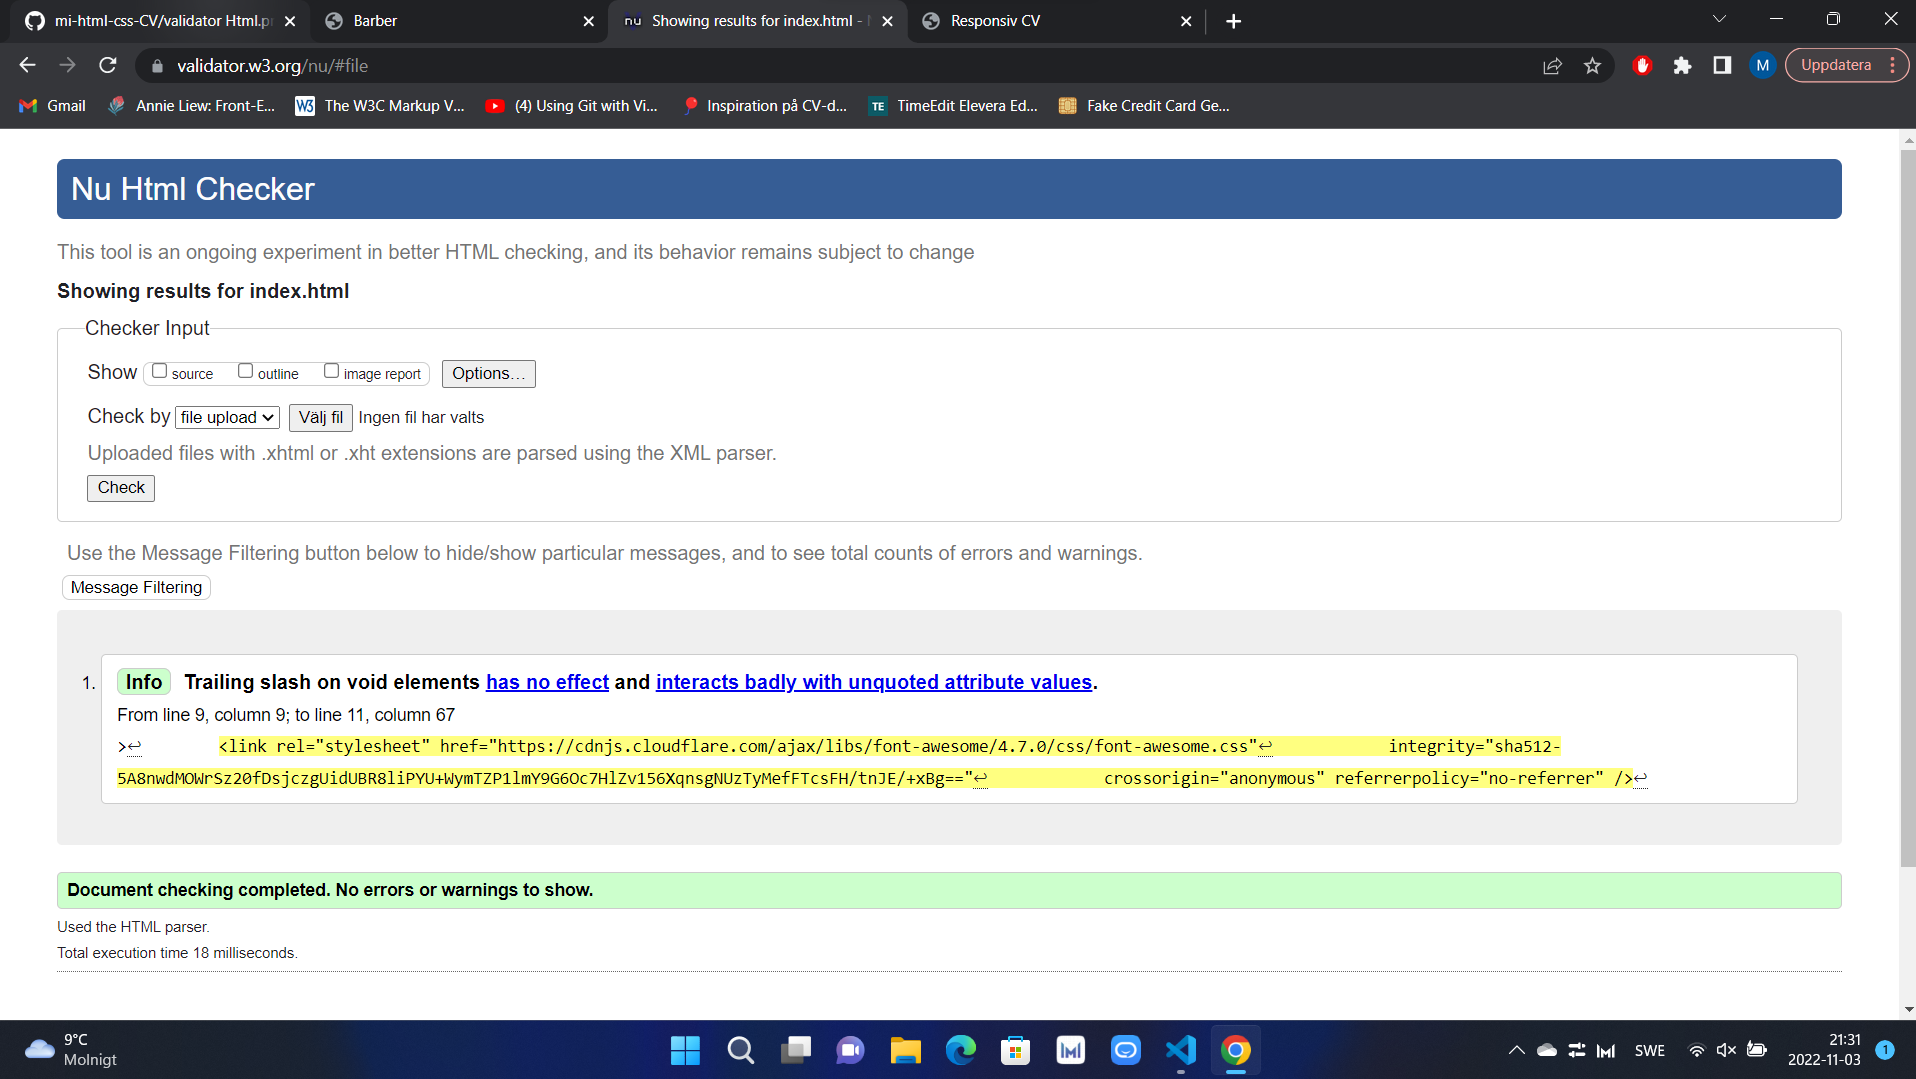 mi-html-css-CV/validator Html.pr
Barber
nu Showing results for index.html - N
Responsiv CV
validator.w3.org/nu/#file
M
Uppdatera
Gmail
Annie Liew: Front-E...
W3 The W3C Markup V...
(4) Using Git with Vi...
Inspiration på CV-d...
TE TimeEdit Elevera Ed...
Fake Credit Card Ge...
Nu Html Checker
This tool is an ongoing experiment in better HTML checking, and its behavior remains subject to change
Showing results for index.html
Checker Input
Show source outline image report Options...
Check by file upload Välj fil Ingen fil har valts
Uploaded files with .xhtml or .xht extensions are parsed using the XML parser.
Check
Use the Message Filtering button below to hide/show particular messages, and to see total counts of errors and warnings.
Message Filtering
1. Info Trailing slash on void elements has no effect and interacts badly with unquoted attribute values.
From line 9, column 9; to line 11, column 67
>↩ <link rel="stylesheet" href="https://cdnjs.cloudflare.com/ajax/libs/font-awesome/4.7.0/css/font-awesome.css"↩ integrity="sha512-
5A8nwdMOWrSz20fDsjczgUidUBR8liPYU+WymTZP1lmY9G6Oc7HlZv156XqnsgNUzTyMefFTcsFH/tnJE/+xBg=="↩ crossorigin="anonymous" referrerpolicy="no-referrer" />↩
Document checking completed. No errors or warnings to show.
Used the HTML parser.
Total execution time 18 milliseconds.
9°C
Molnigt
SWE
21:31
2022-11-03
1